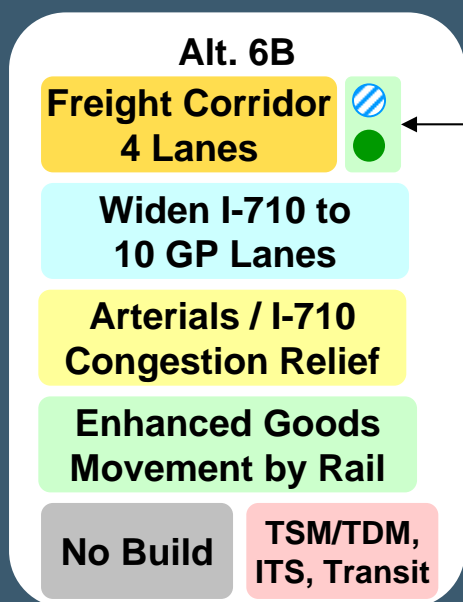 Alt. 6B
Freight Corridor
4 Lanes
Widen I-710 to
10 GP Lanes
Arterials / I-710
Congestion Relief
Enhanced Goods
Movement by Rail
No Build
TSM/TDM,
ITS, Transit